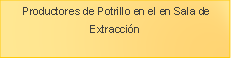 Productores de Potrillo en el en Sala de
Extracción